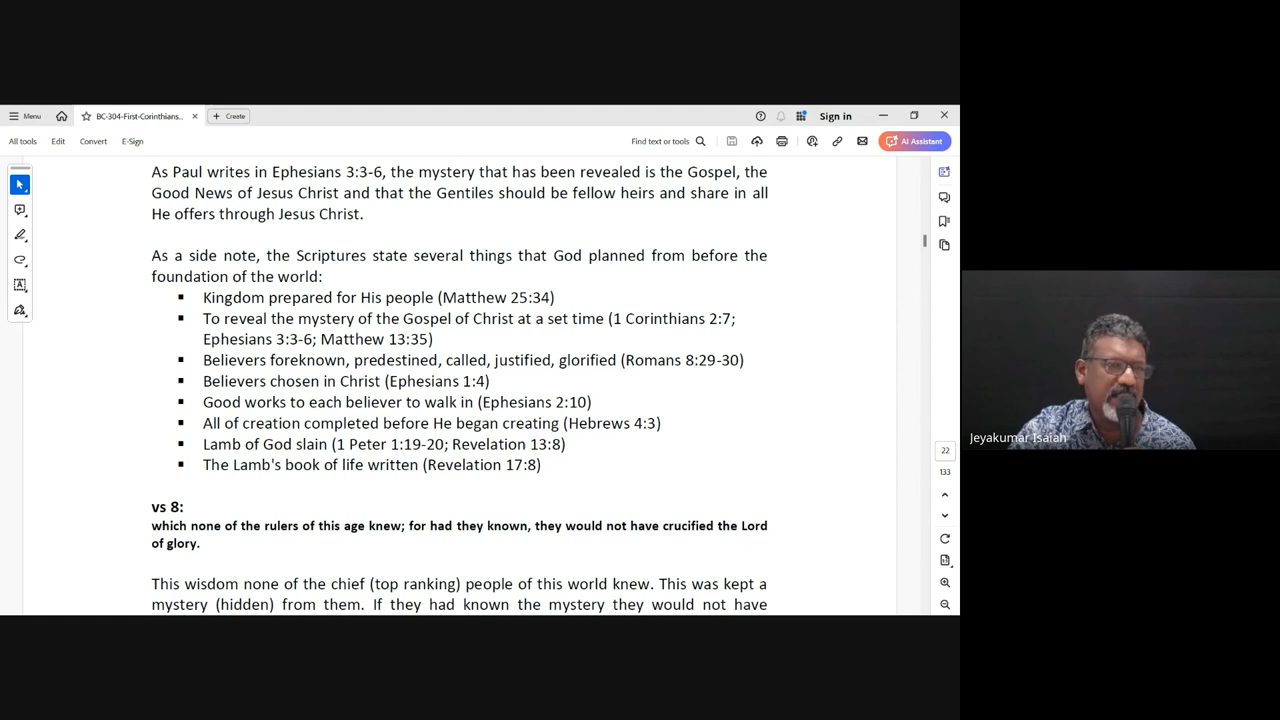 Menu
BC-304-First-Corinthians...
Create
Sign in
All tools
Edit
Convert
E-Sign
Find text or tools
AI Assistant
As Paul writes in Ephesians 3:3-6, the mystery that has been revealed is the Gospel, the
Good News of Jesus Christ and that the Gentiles should be fellow heirs and share in all
He offers through Jesus Christ.
As a side note, the Scriptures state several things that God planned from before the
foundation of the world:
▪ Kingdom prepared for His people (Matthew 25:34)
▪ To reveal the mystery of the Gospel of Christ at a set time (1 Corinthians 2:7;
Ephesians 3:3-6; Matthew 13:35)
▪ Believers foreknown, predestined, called, justified, glorified (Romans 8:29-30)
▪ Believers chosen in Christ (Ephesians 1:4)
▪ Good works to each believer to walk in (Ephesians 2:10)
▪ All of creation completed before He began creating (Hebrews 4:3)
▪ Lamb of God slain (1 Peter 1:19-20; Revelation 13:8)
▪ The Lamb's book of life written (Revelation 17:8)
vs 8:
which none of the rulers of this age knew; for had they known, they would not have crucified the Lord
of glory.
This wisdom none of the chief (top ranking) people of this world knew. This was kept a
mystery (hidden) from them. If they had known the mystery they would not have
22
133
Jeyakumar Isaiah